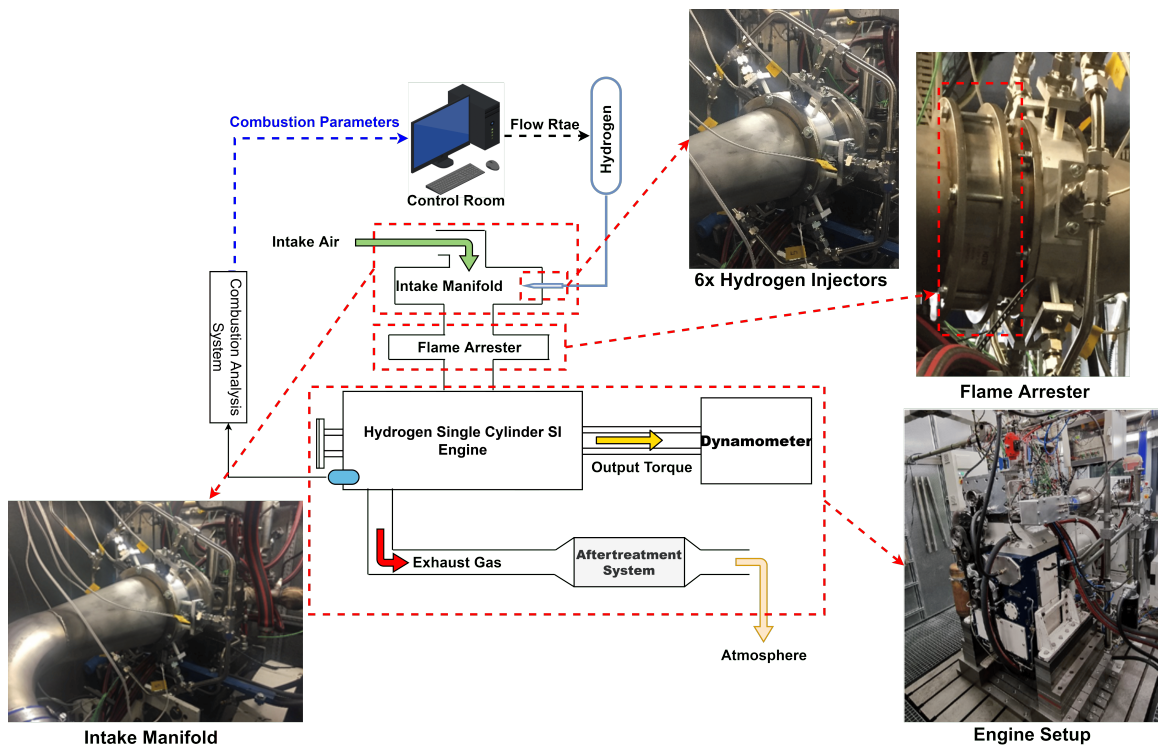 Combustion Parameters
Flow Rtae
Hydrogen
Control Room
Intake Air
Intake Manifold
6x Hydrogen Injectors
Flame Arrester
Flame Arrester
Combustion Analysis
System
Hydrogen Single Cylinder SI
Engine
Output Torque
Dynamometer
Exhaust Gas
Aftertreatment
System
Atmosphere
Intake Manifold
Engine Setup